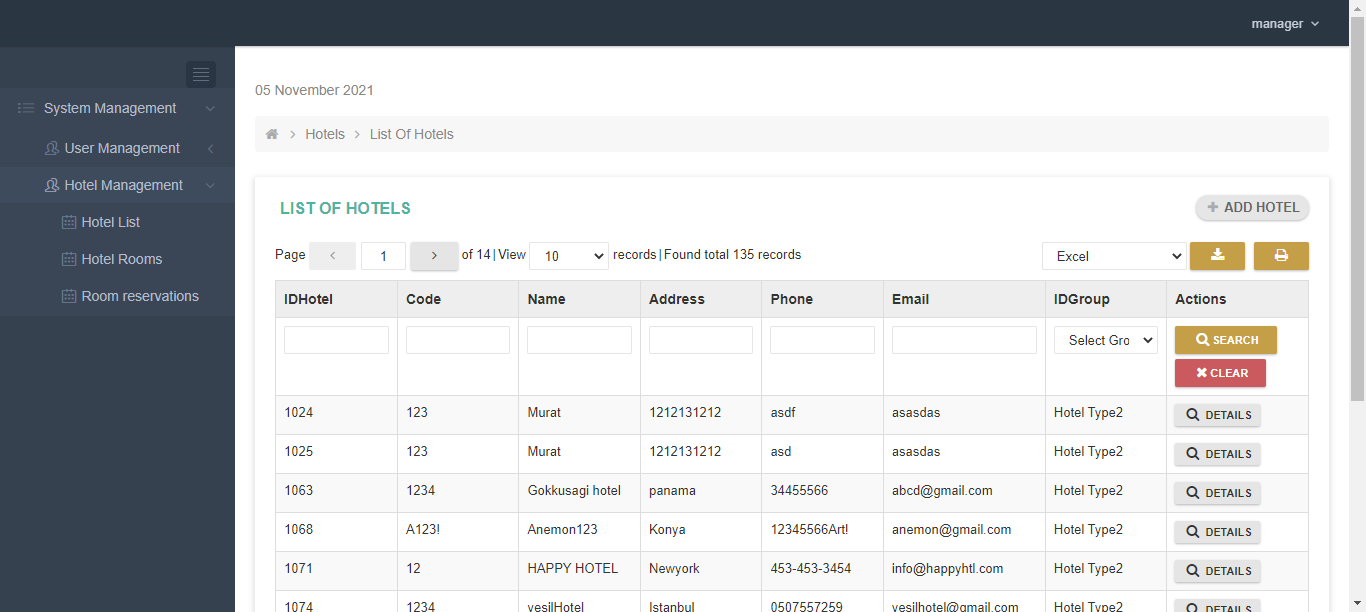 manager
System Management
User Management
Hotel Management
Hotel List
Hotel Rooms
Room reservations
05 November 2021
Hotels > List Of Hotels
LIST OF HOTELS
+ ADD HOTEL
Page < 1 > of 14 | View 10 records | Found total 135 records Excel
IDHotel Code Name Address Phone Email IDGroup Actions
Select Gro SEARCH
CLEAR
1024 123 Murat 1212131212 asdf asasdas Hotel Type2 DETAILS
1025 123 Murat 1212131212 asd asasdas Hotel Type2 DETAILS
1063 1234 Gokkusagi hotel panama 34455566 abcd@gmail.com Hotel Type2 DETAILS
1068 A123! Anemon123 Konya 12345566Art! anemon@gmail.com Hotel Type2 DETAILS
1071 12 HAPPY HOTEL Newyork 453-453-3454 info@happyhtl.com Hotel Type2 DETAILS
1074 1234 yesilHotel Istanbul 0507557259 yesilhotel@gmail.com Hotel Type2 DETAILS